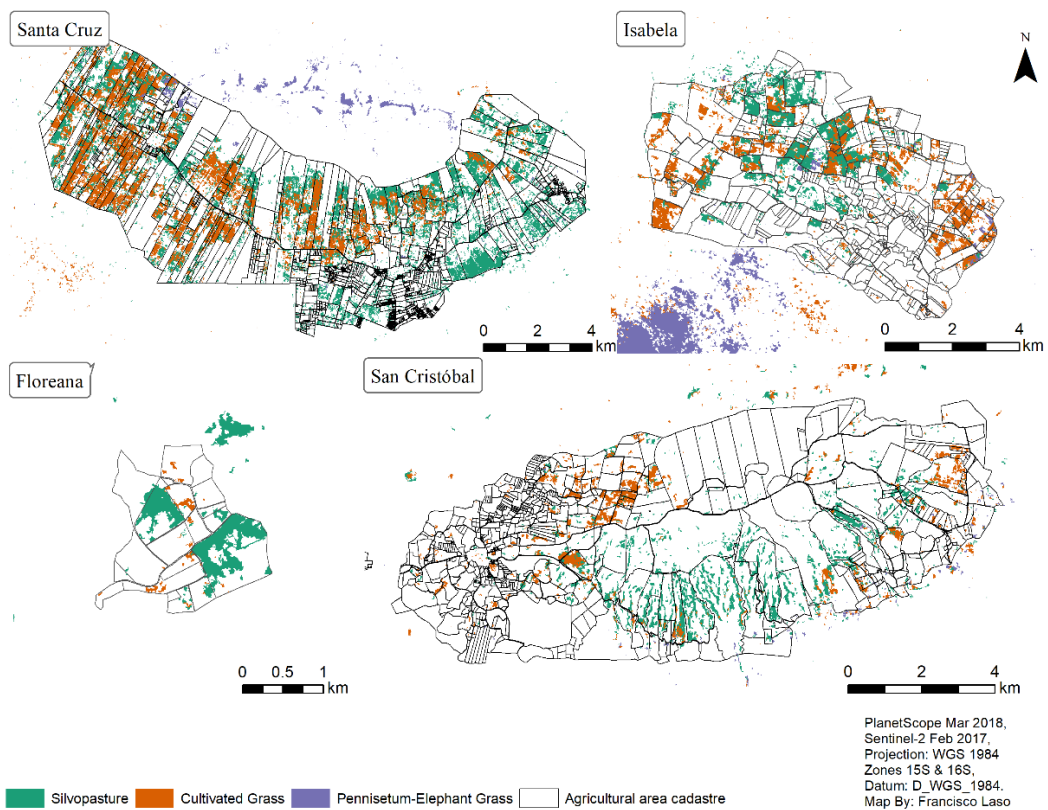 Santa Cruz
Isabela
N
0 2 4
km
0 2 4
km
Floreana
San Cristóbal
0 0.5 1
km
0 2 4
km
PlanetScope Mar 2018,
Sentinel-2 Feb 2017,
Projection: WGS 1984
Zones 15S & 16S,
Datum: D_WGS_1984.
Map By: Francisco Laso
Silvopasture Cultivated Grass Pennisetum-Elephant Grass Agricultural area cadastre